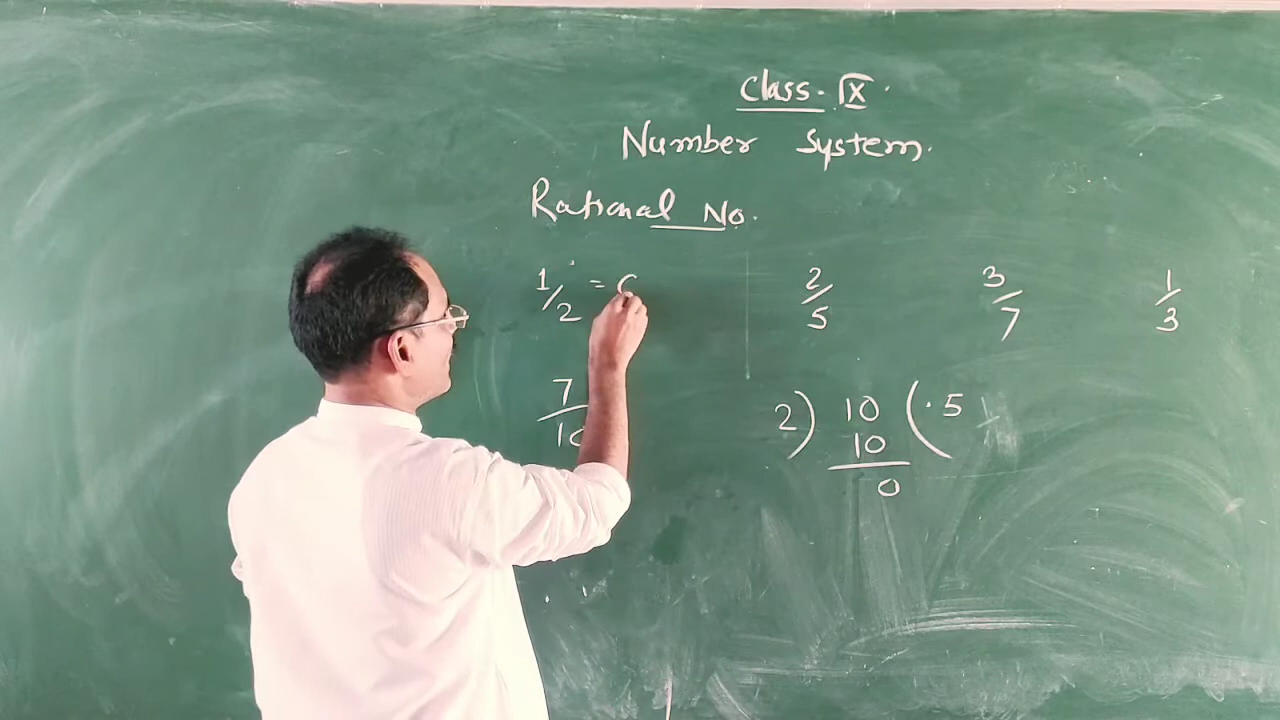 Class. IX.
Number System.
Rational No.
1/2 = 2/5 3/7 1/3
7/10 2) 10 ( .5
10
0